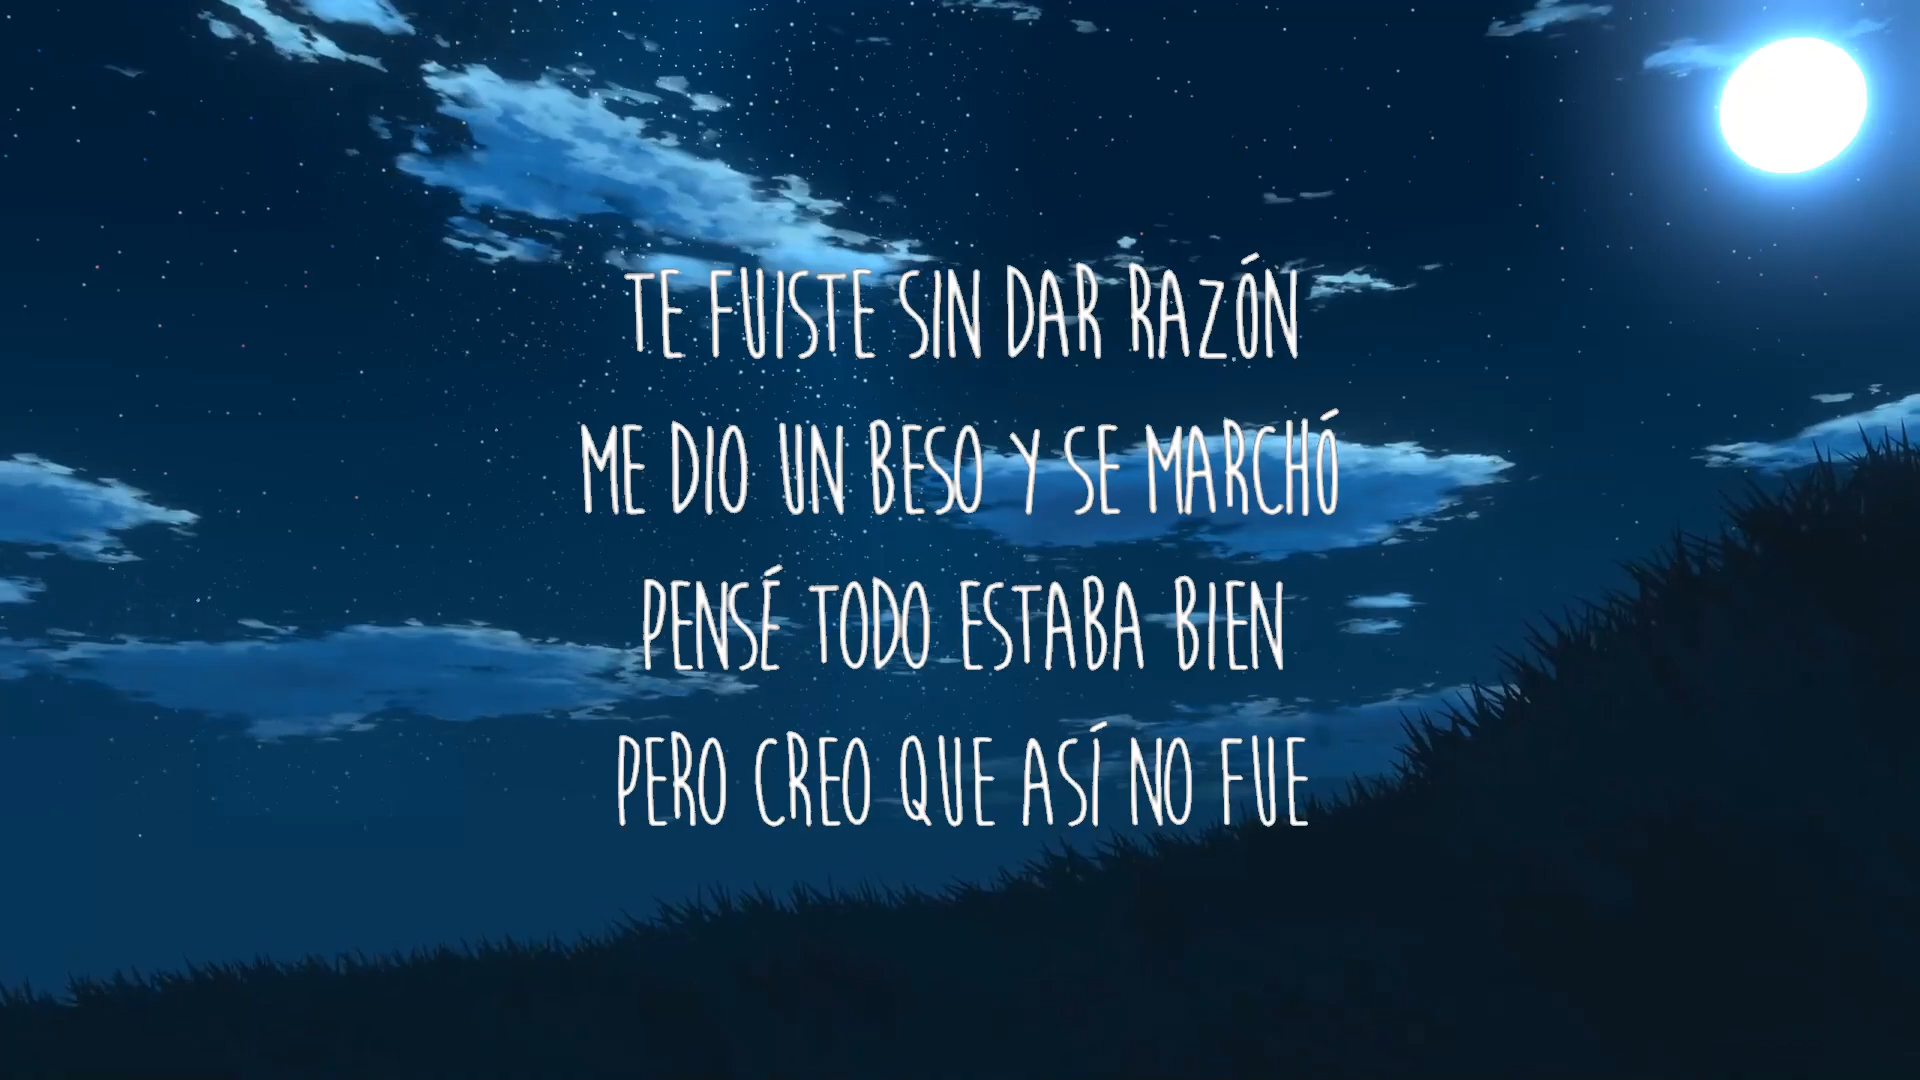 TE FUISTE SIN DAR RAZÓN
ME DIO UN BESO Y SE MARCHÓ
PENSÉ TODO ESTABA BIEN
PERO CREO QUE ASÍ NO FUE